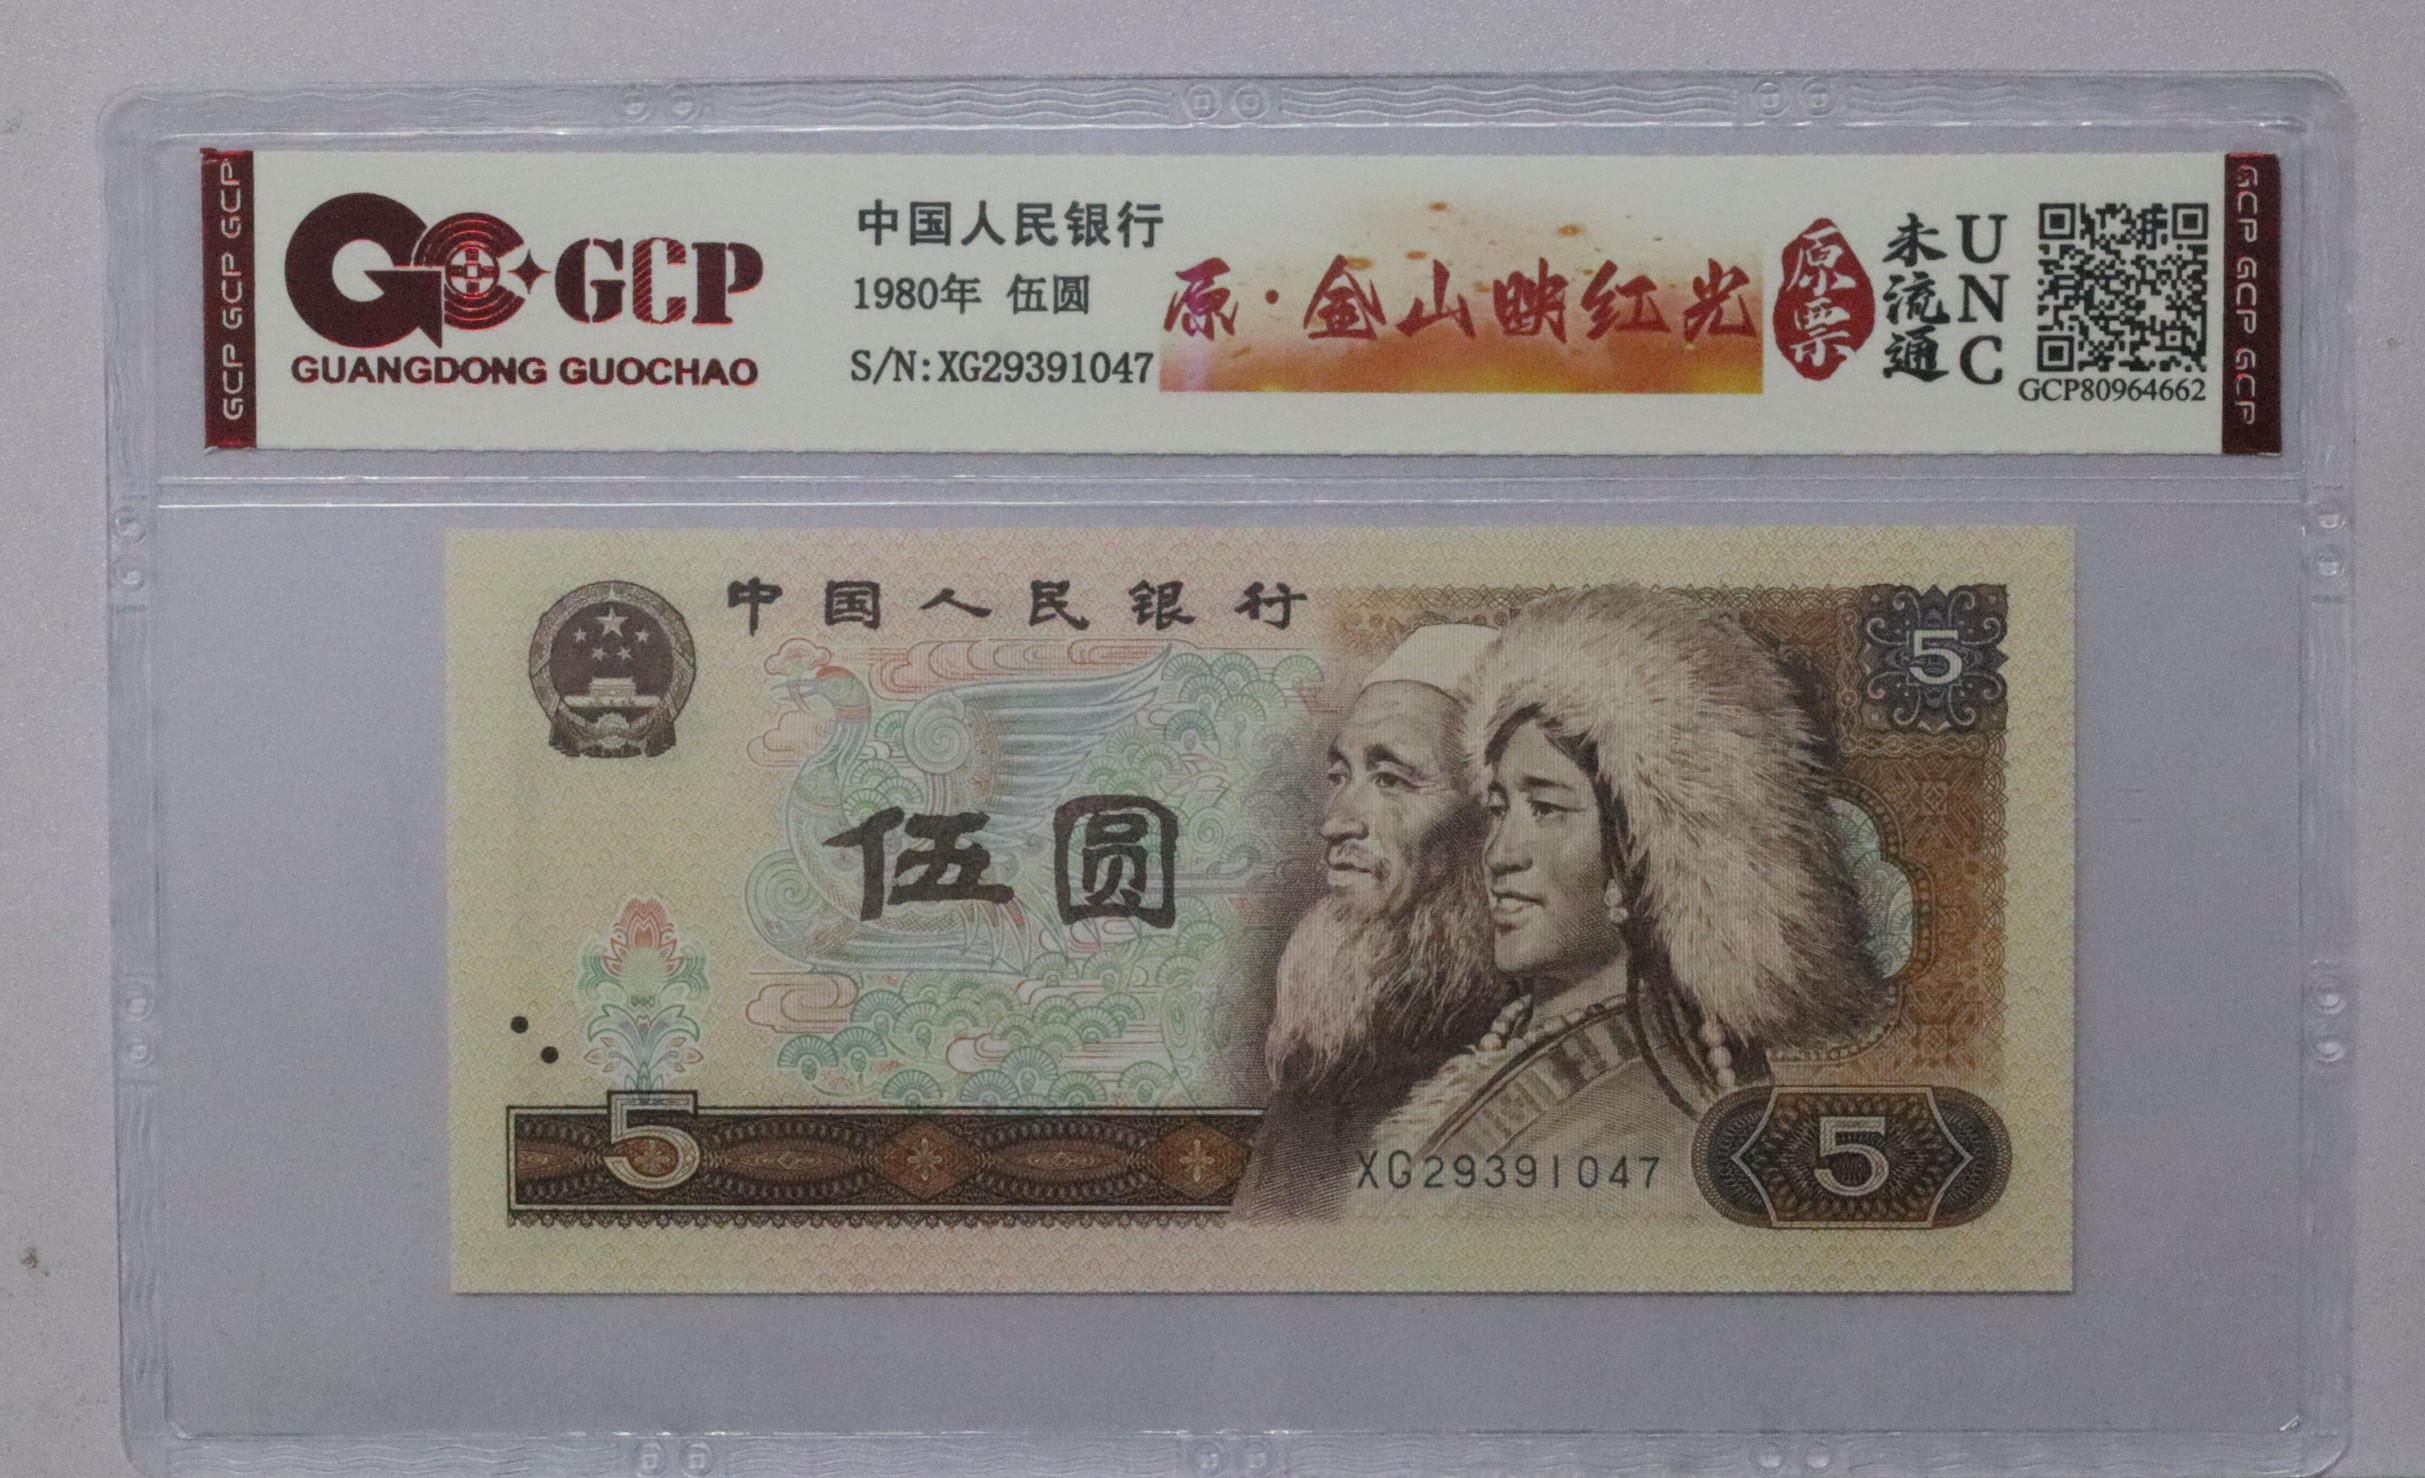 GCP GCP GCP
GCP
GUANGDONG GUOCHAO
中国人民银行
1980年 伍圆
S/N:XG29391047
原·金山映红光
原票
未流通
UNC
GCP80964662
GCP GCP GCP
中国人民银行
5
伍圆
5
XG29391047
5